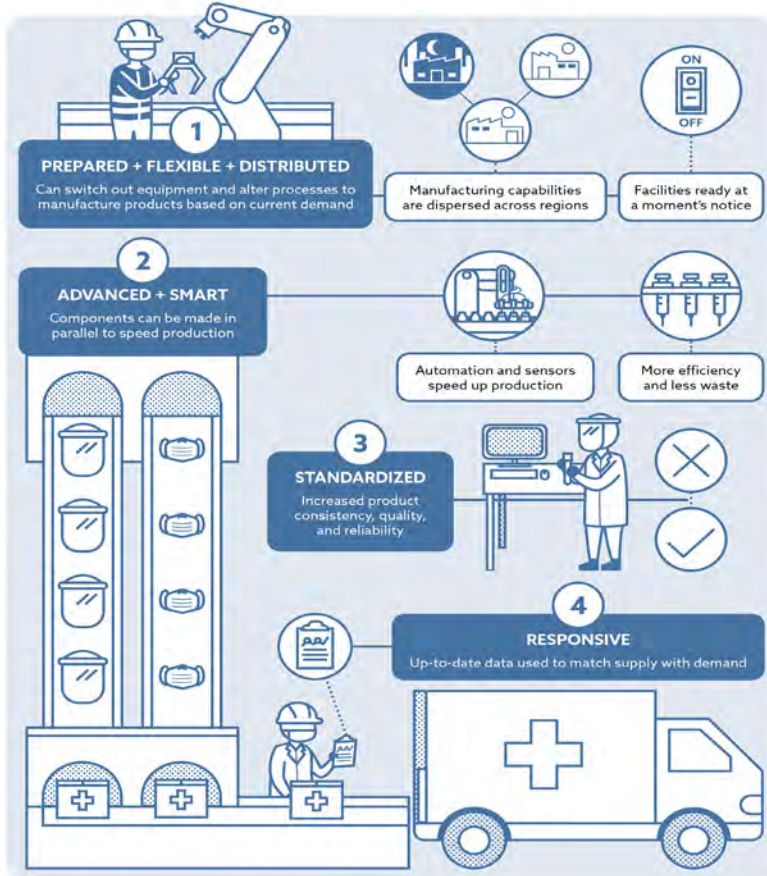 1
PREPARED + FLEXIBLE + DISTRIBUTED
Can switch out equipment and alter processes to
manufacture products based on current demand
Manufacturing capabilities
are dispersed across regions
ON
OFF
Facilities ready at
a moment's notice
2
ADVANCED + SMART
Components can be made in
parallel to speed production
Automation and sensors
speed up production
More efficiency
and less waste
3
STANDARDIZED
Increased product
consistency, quality,
and reliability
4
RESPONSIVE
Up-to-date data used to match supply with demand